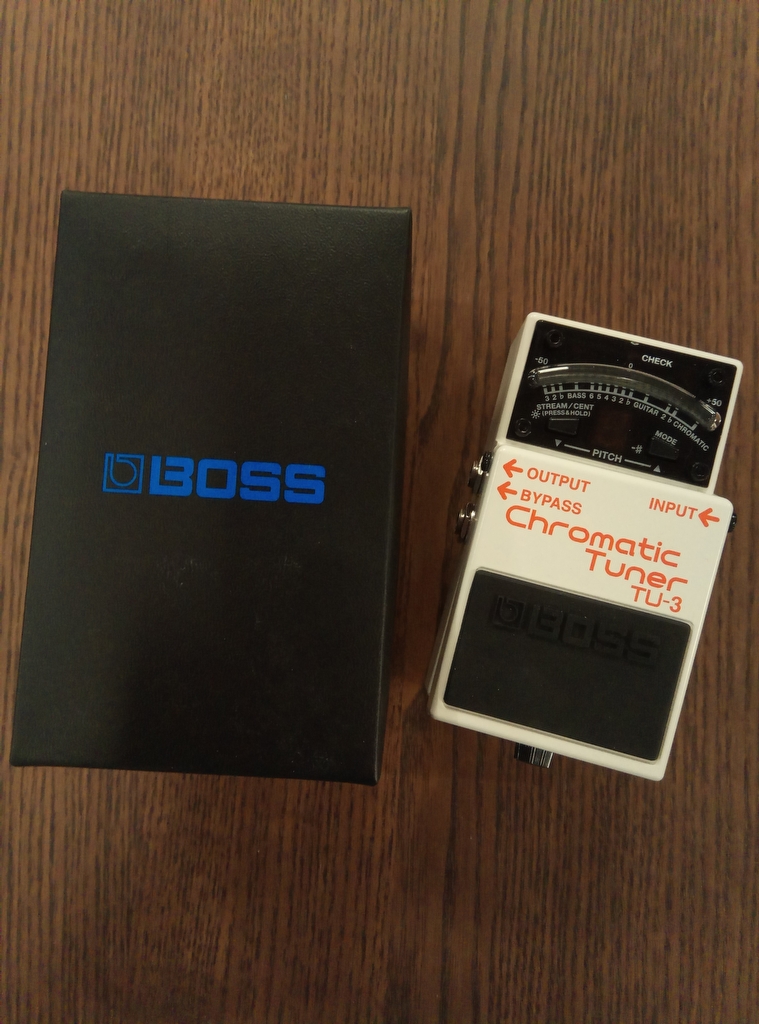 BOSS
CHECK
-50 0 +50
3 2 ♭ BASS 6 5 4 3 2 ♭ GUITAR 2♭ CHROMATIC
STREAM/CENT
(PRESS&HOLD)
MODE
-#
▼ PITCH ▲
← OUTPUT
← BYPASS
INPUT ←
Chromatic
Tuner
TU-3
BOSS